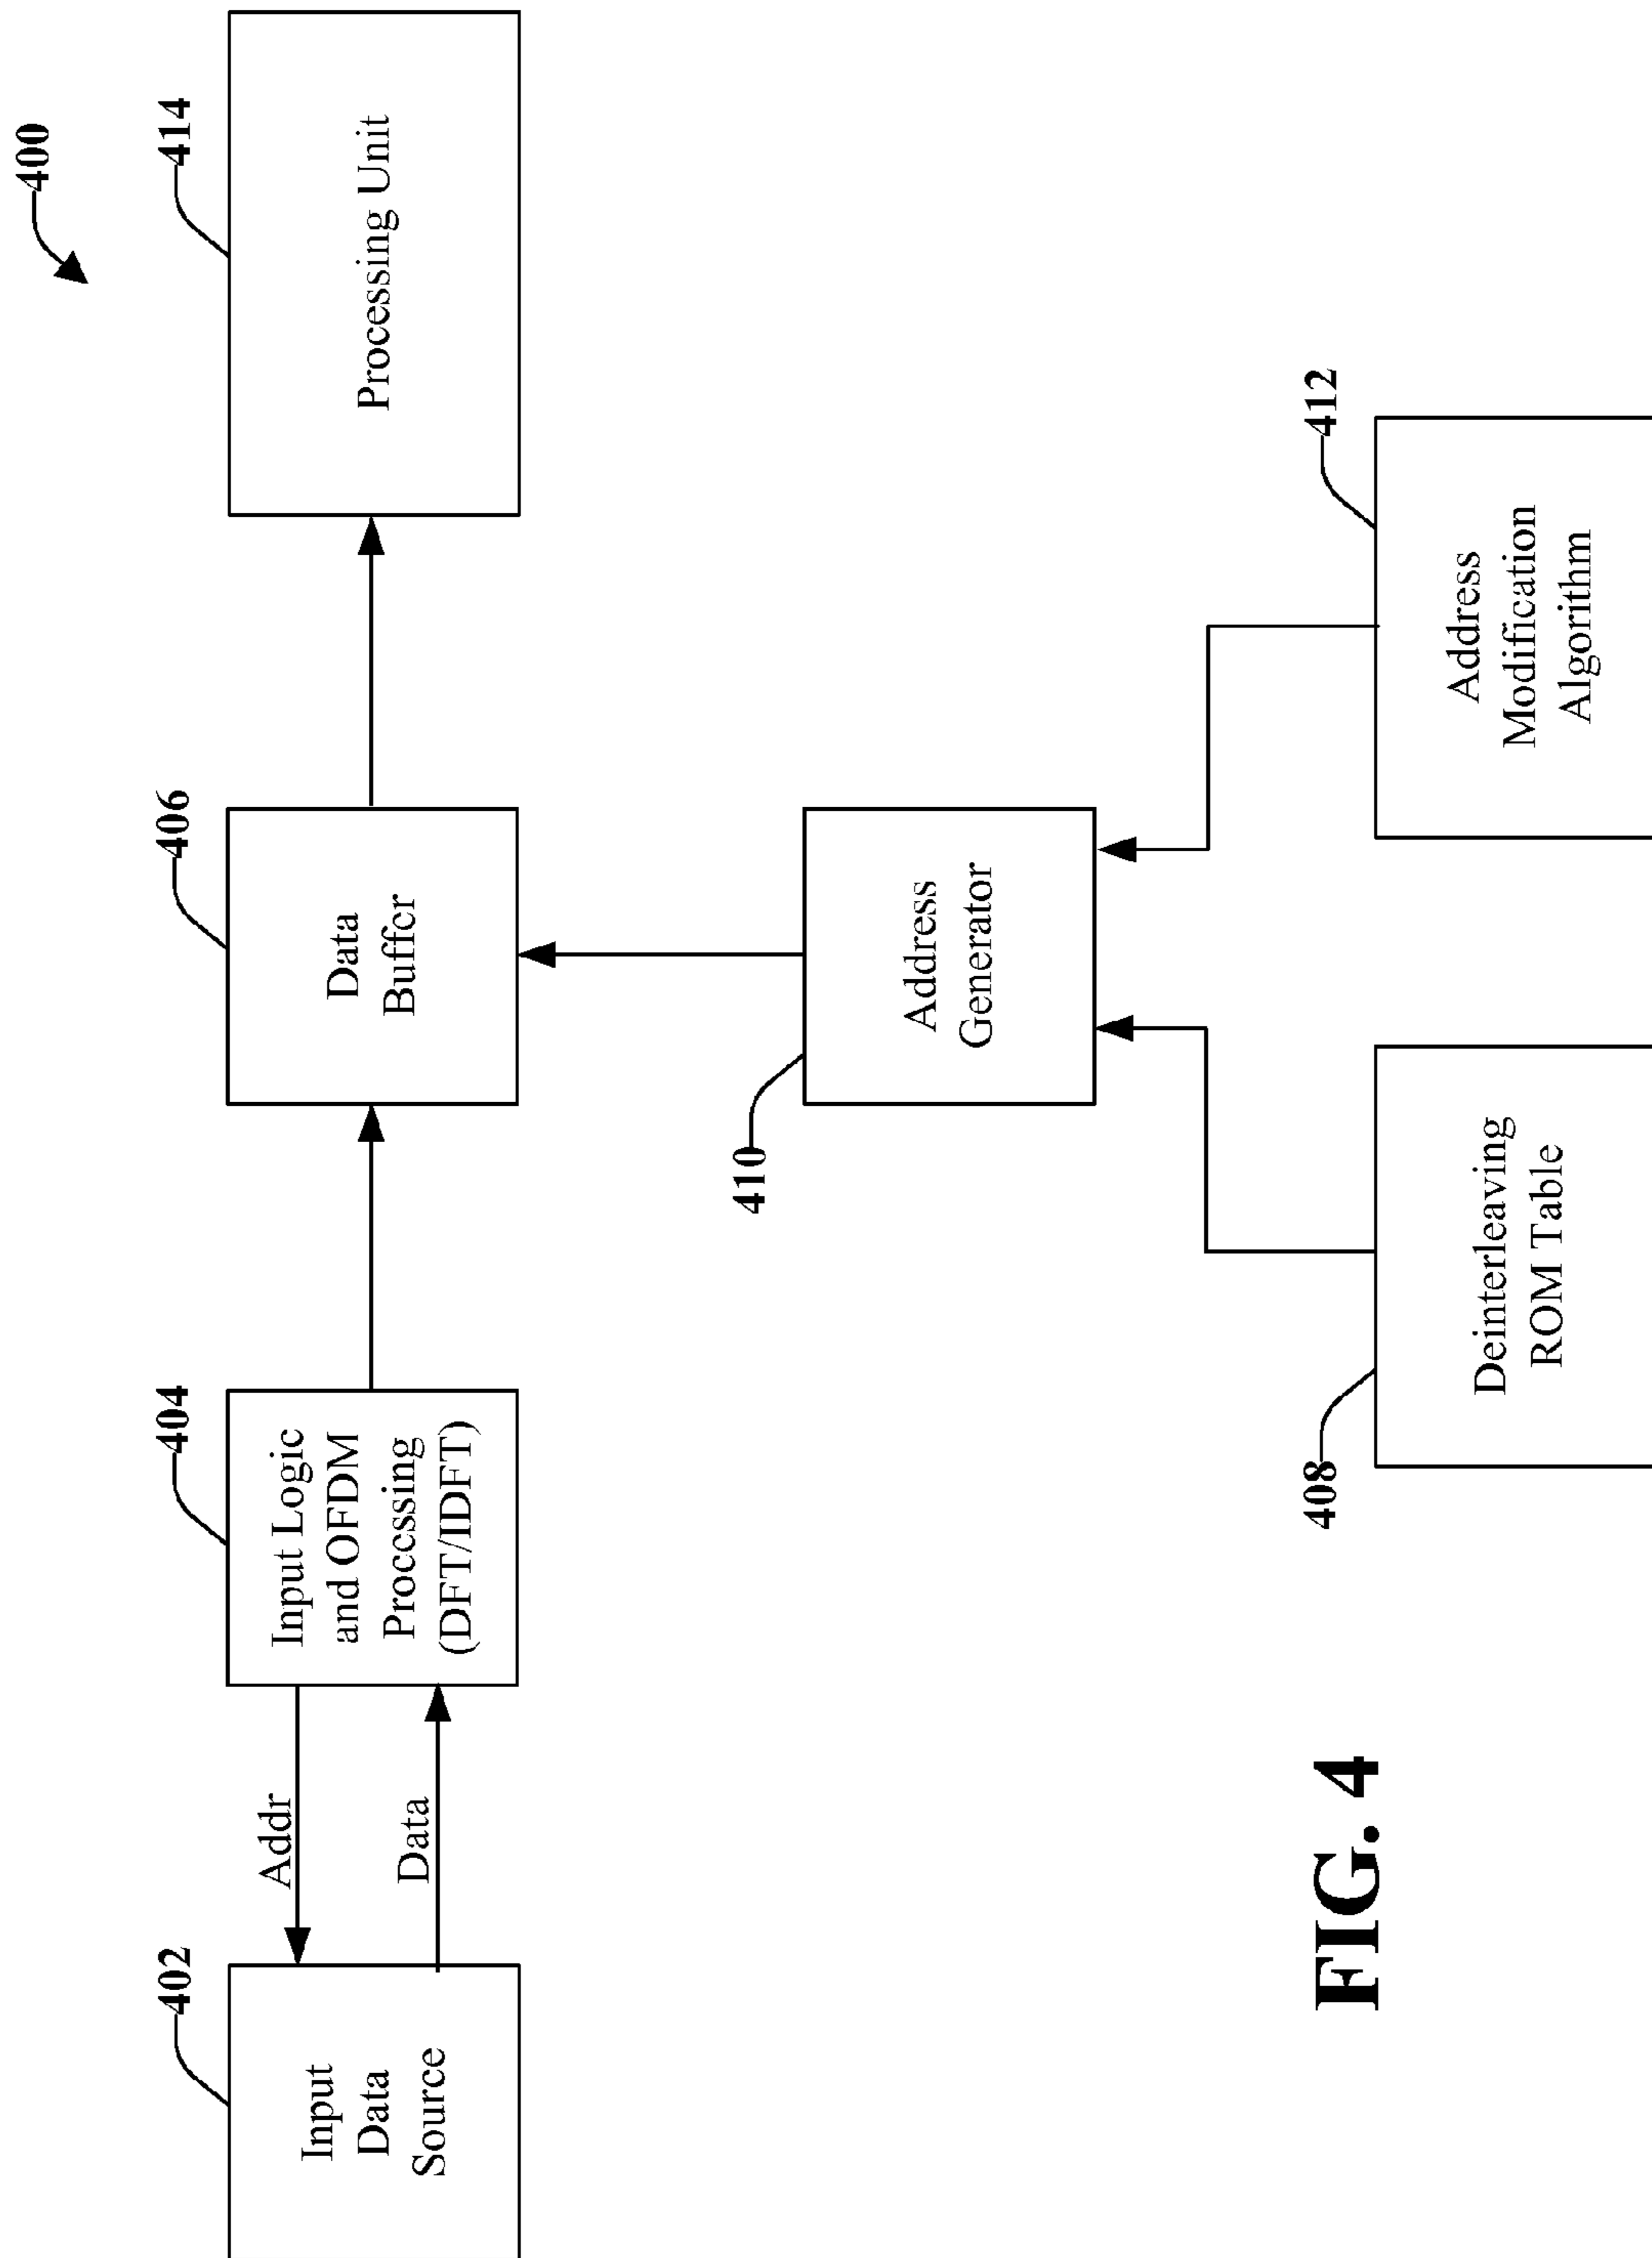 400
402
Input
Data
Source
Addr
Data
404
Input Logic
and OFDM
Processing
(DFT/IDFT)
406
Data
Buffer
414
Processing Unit
410
Address
Generator
408
Deinterleaving
ROM Table
412
Address
Modification
Algorithm
FIG. 4